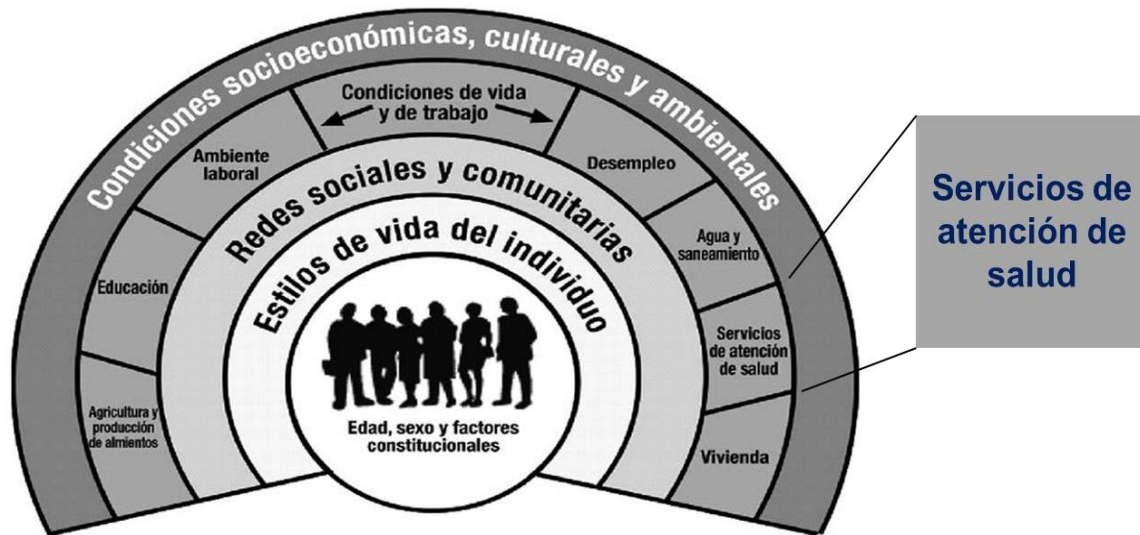 Condiciones socioeconómicas, culturales y ambientales
Condiciones de vida
y de trabajo
Ambiente
laboral
Desempleo
Redes sociales y comunitarias
Agua y
saneamiento
Educación
Estilos de vida del individuo
Servicios
de atención
de salud
Agricultura y
producción
de almientos
Edad, sexo y factores
constitucionales
Vivienda
Servicios de
atención de
salud